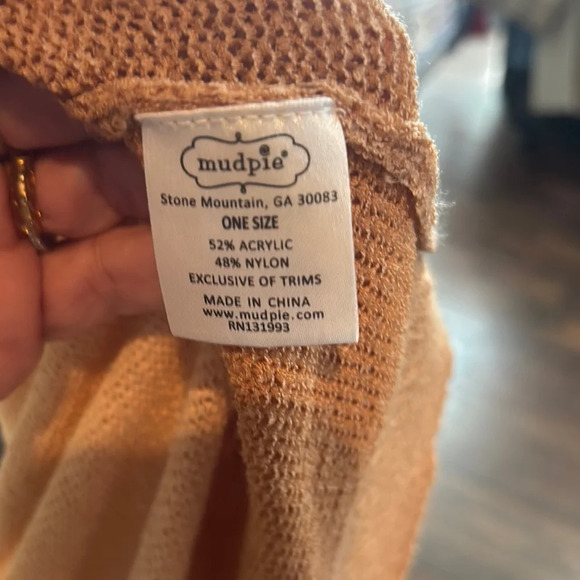 mudpie
Stone Mountain, GA 30083
ONE SIZE
52% ACRYLIC
48% NYLON
EXCLUSIVE OF TRIMS
MADE IN CHINA
www.mudpie.com
RN131993